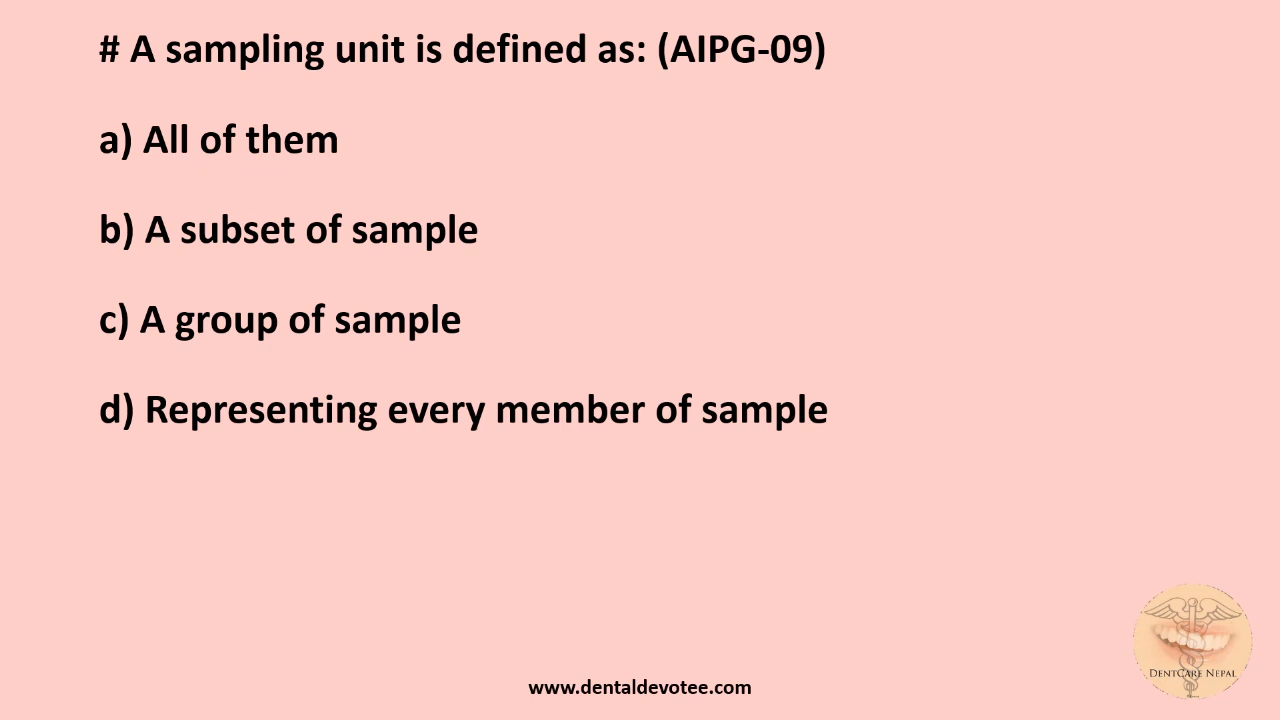 # A sampling unit is defined as: (AIPG-09)
a) All of them
b) A subset of sample
c) A group of sample
d) Representing every member of sample
DentCare Nepal
www.dentaldevotee.com